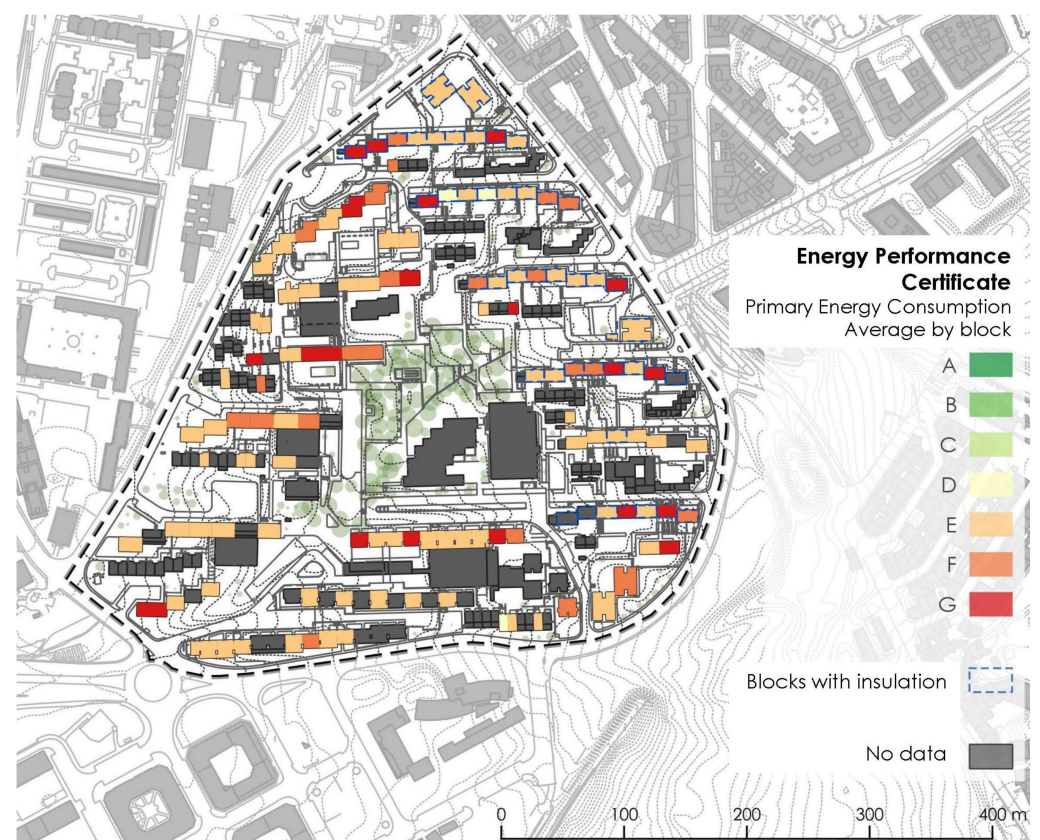 Energy Performance
Certificate
Primary Energy Consumption
Average by block
A
B
C
D
E
F
G
Blocks with insulation
No data
0 100 200 300 400 m